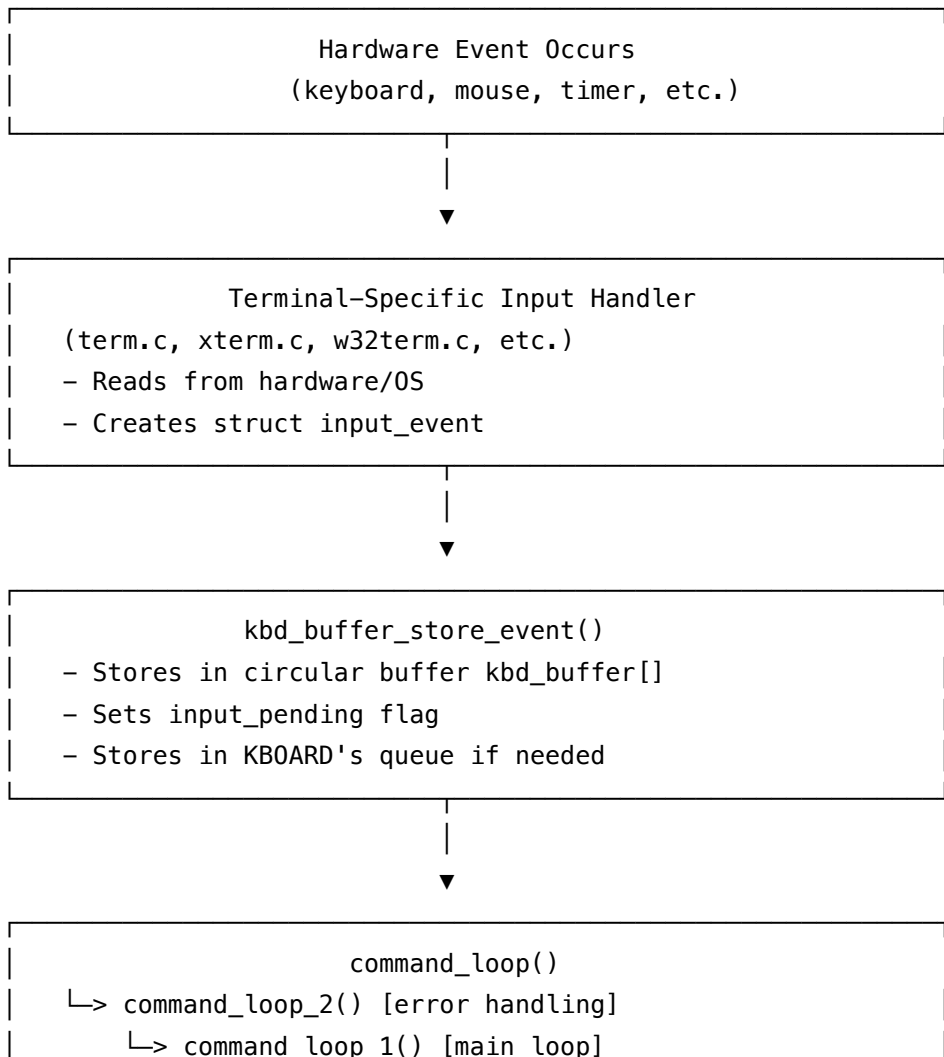 Hardware Event Occurs
(keyboard, mouse, timer, etc.)
Terminal-Specific Input Handler
(term.c, xterm.c, w32term.c, etc.)
- Reads from hardware/OS
- Creates struct input_event
kbd_buffer_store_event()
- Stores in circular buffer kbd_buffer[]
- Sets input_pending flag
- Stores in KBOARD's queue if needed
command_loop()
└─> command_loop_2() [error handling]
└─> command_loop_1() [main loop]